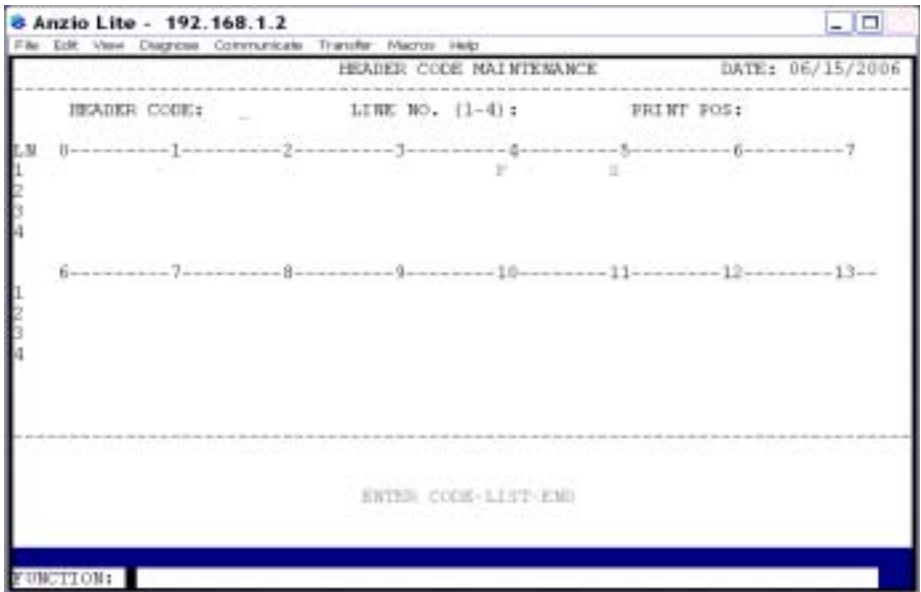 Anzio Lite - 192.168.1.2
File Edit View Diagnose Communicate Transfer Macros Help
HEADER CODE MAINTENANCE DATE: 06/15/2006
HEADER CODE: _ LINE NO. (1-4): PRINT POS:
LN 0---------1---------2---------3---------4---------5---------6---------7
1 F S
2
3
4
6---------7---------8---------9---------10--------11--------12--------13--
1
2
3
4
ENTER CODE-LIST-END
FUNCTION: